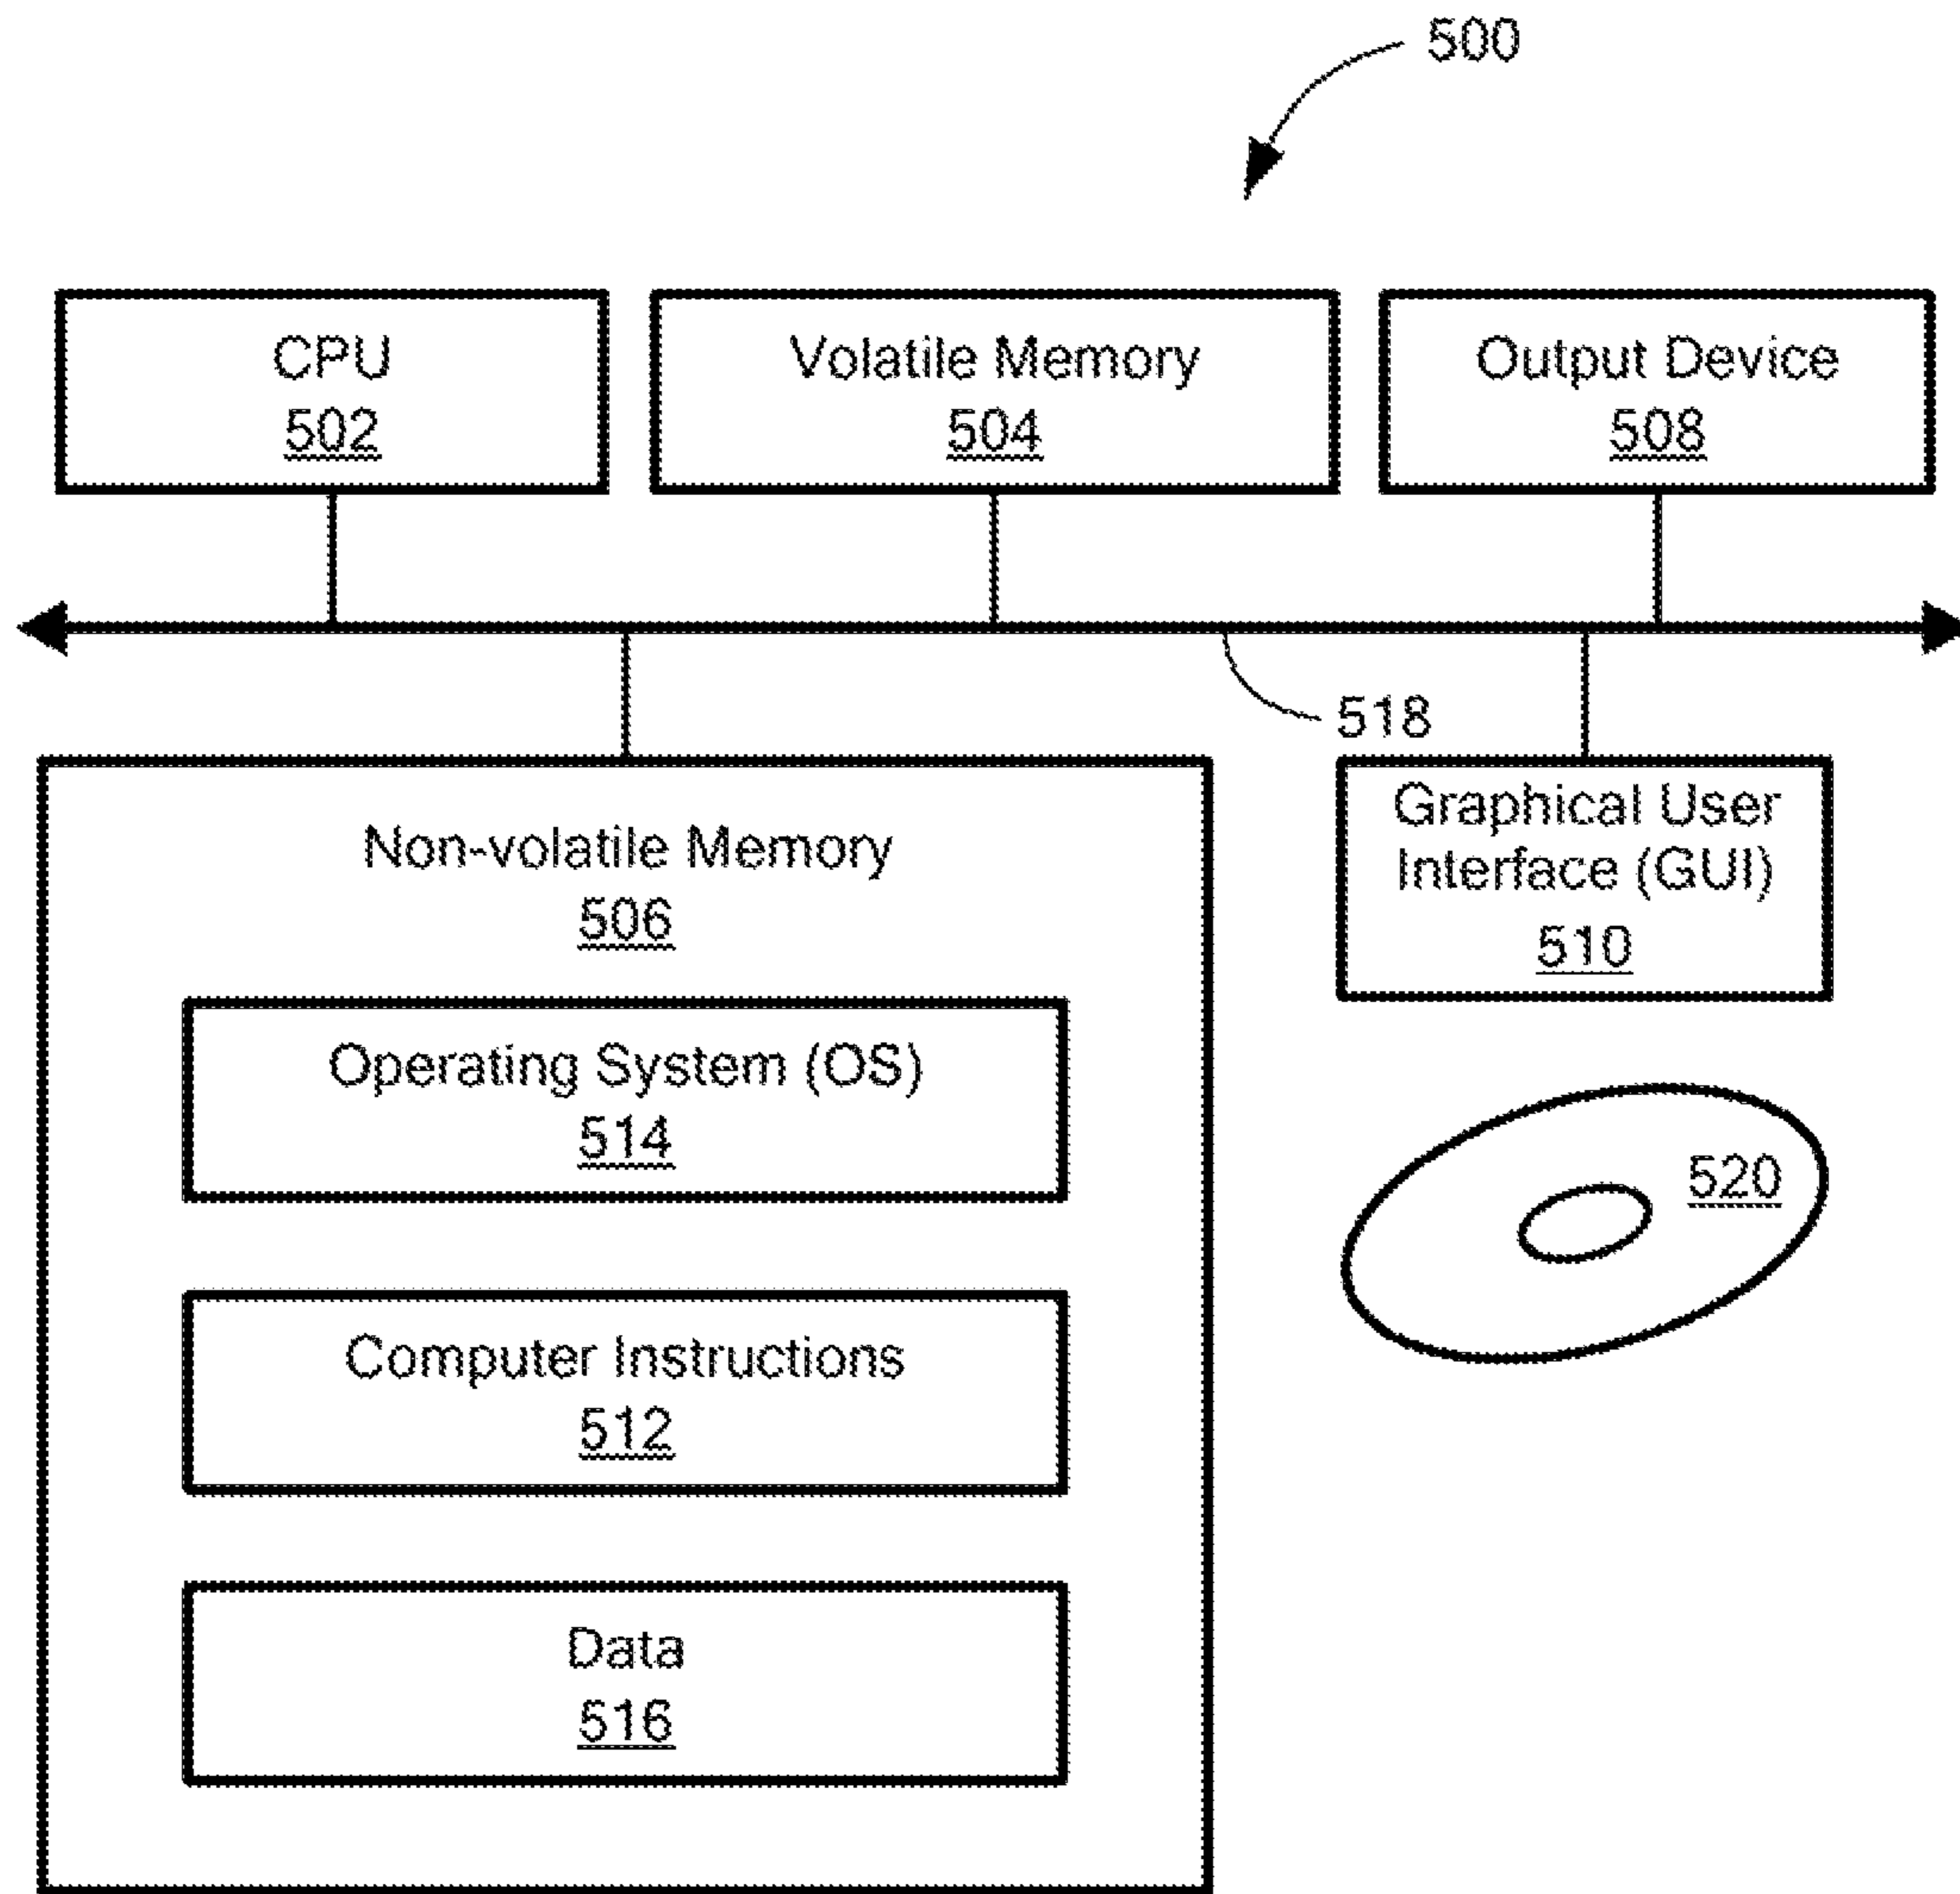 500
CPU
502
Volatile Memory
504
Output Device
508
518
Non-volatile Memory
506
Operating System (OS)
514
Computer Instructions
512
Data
516
Graphical User
Interface (GUI)
510
520